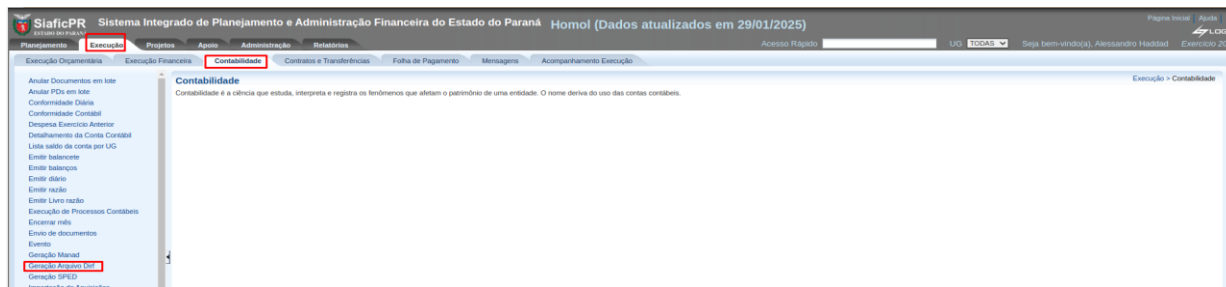 SiaficPR Sistema Integrado de Planejamento e Administração Financeira do Estado do Paraná Homol (Dados atualizados em 29/01/2025) Página Inicial | Ajuda
ESTADO DO PARANÁ
Planejamento Execução Projetos Apoio Administração Relatórios Acesso Rápido UG TODAS Seja bem-vindo(a), Alessandro Haddad Exercício
Execução Orçamentária Execução Financeira Contabilidade Contratos e Transferências Folha de Pagamento Mensagens Acompanhamento Execução
Contabilidade Execução > Contabilidade
Contabilidade é a ciência que estuda, interpreta e registra os fenômenos que afetam o patrimônio de uma entidade. O nome deriva do uso das contas contábeis.
Anular Documentos em lote
Anular PDs em lote
Conformidade Diária
Conformidade Contábil
Despesa Exercício Anterior
Detalhamento da Conta Contábil
Lista saldo da conta por UG
Emitir balancete
Emitir balanços
Emitir diário
Emitir razão
Emitir Livro razão
Execução de Processos Contábeis
Encerrar mês
Envio de documentos
Evento
Geração Manad
Geração Arquivo Dirf
Geração SPED